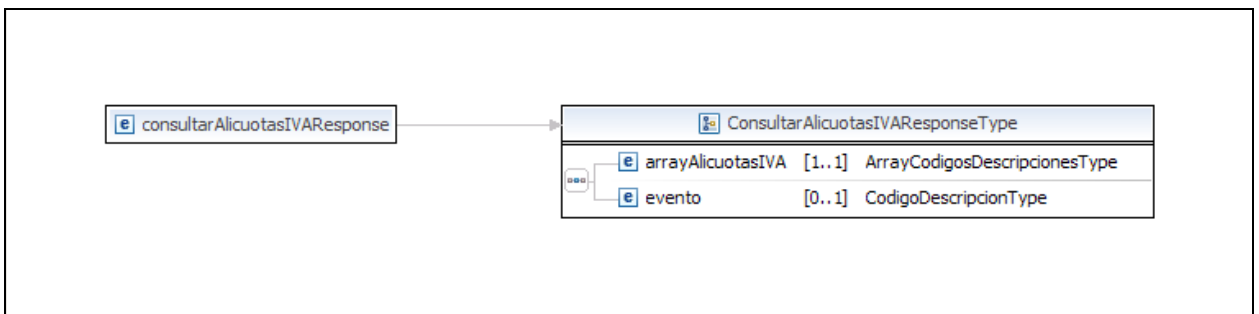 e consultarAlicuotasIVAResponse
ConsultarAlicuotasIVAResponseType
e arrayAlicuotasIVA [1..1] ArrayCodigosDescripcionesType
e evento [0..1] CodigoDescripcionType